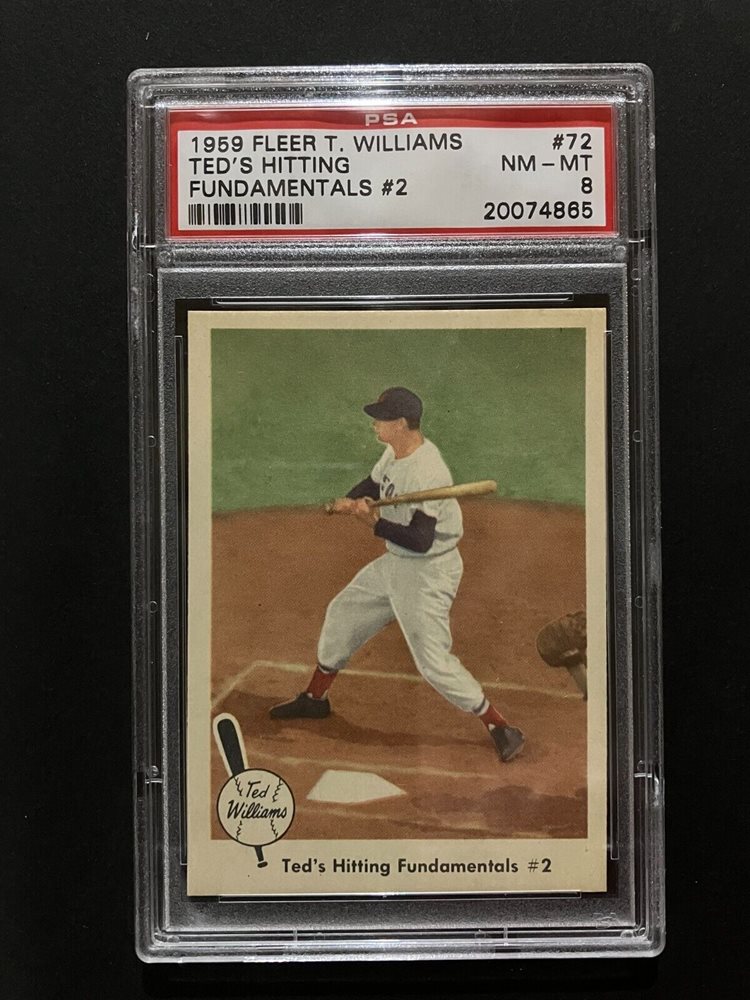 PSA
1959 FLEER T. WILLIAMS #72
TED'S HITTING NM-MT
FUNDAMENTALS #2 8
20074865
Ted
Williams
Ted's Hitting Fundamentals #2